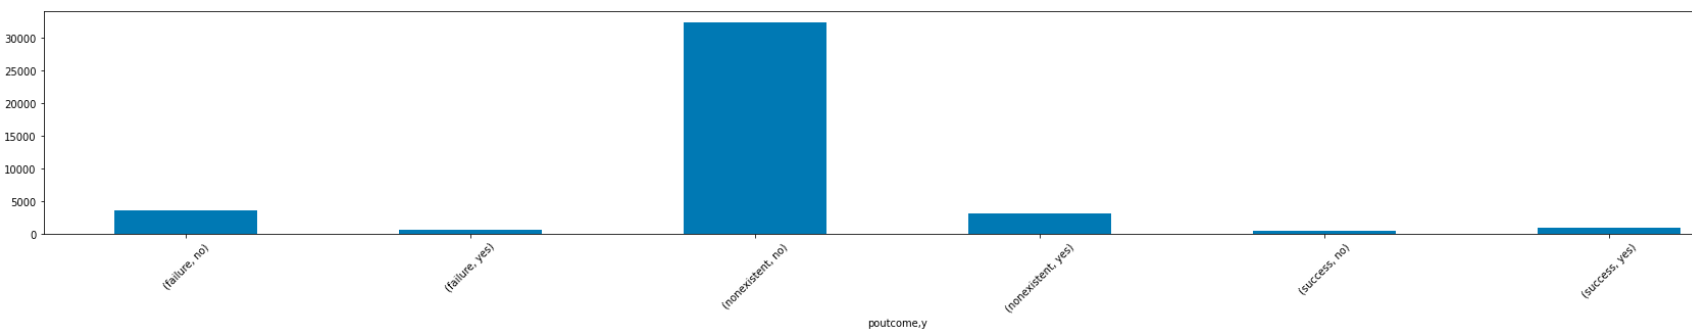 30000
25000
20000
15000
10000
5000
0
(failure, no)
(failure, yes)
(nonexistent, no)
(nonexistent, yes)
(success, no)
(success, yes)
poutcome,y